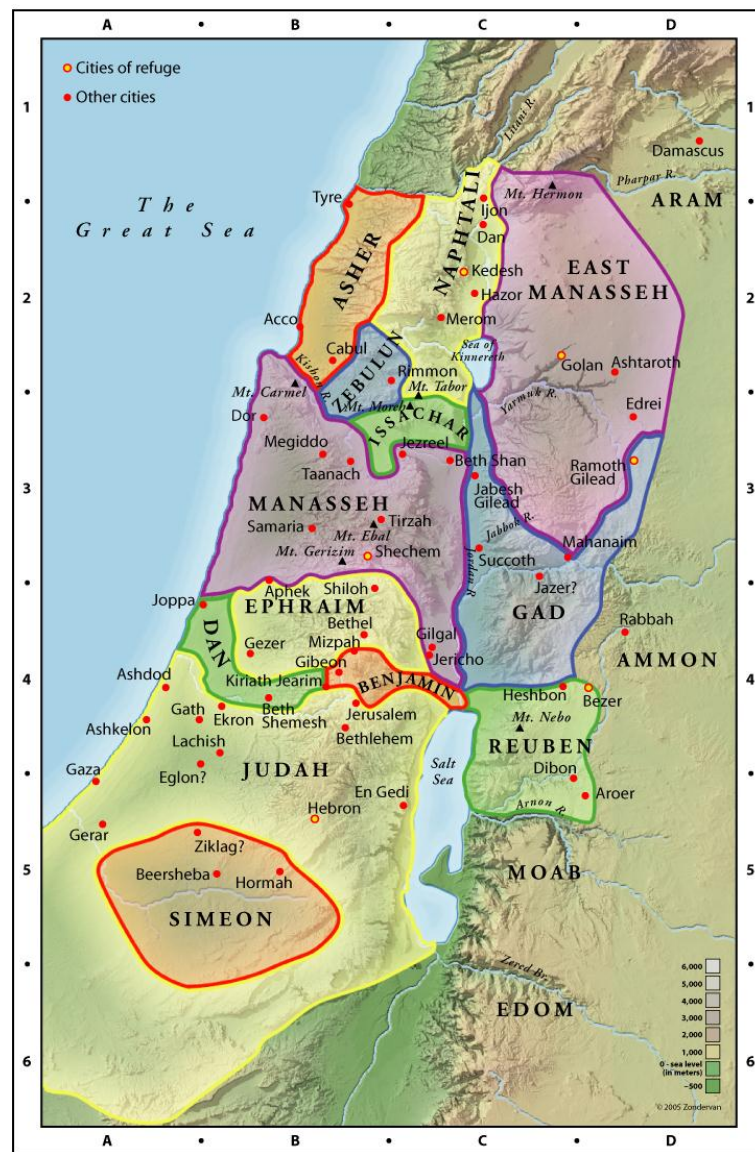 A • B • C • D
Cities of refuge
Other cities
1
1
Litani R.
Damascus
Pharpar R.
Mt. Hermon
ARAM
Tyre
Ijon
The
Great Sea
Dan
NAPHTALI
ASHER
Kedesh
EAST
MANASSEH
Hazor
2
2
Acco
Merom
Cabul
Sea of
Kinnereth
Golan
Ashtaroth
Kishon R.
ZEBULUN
Rimmon
Mt. Tabor
Mt. Carmel
Mt. Moreh
Yarmuk R.
Edrei
Dor
ISSACHAR
Megiddo
Jezreel
Taanach
Beth Shan
Ramoth
Gilead
3
3
Jabesh
Gilead
MANASSEH
Samaria
Tirzah
Mt. Ebal
Jabbok R.
Mt. Gerizim
Shechem
Jordan R.
Succoth
Mahanaim
Jazer?
Aphek
Shiloh
Joppa
EPHRAIM
GAD
DAN
Bethel
Rabbah
Gezer
Mizpah
Gilgal
Gibeon
Jericho
AMMON
4
4
Kiriath Jearim
BENJAMIN
Ashdod
Heshbon
Bezer
Gath
Ekron
Beth
Shemesh
Jerusalem
Mt. Nebo
Ashkelon
Bethlehem
Lachish
REUBEN
JUDAH
Salt
Sea
Eglon?
Gaza
Dibon
En Gedi
Aroer
Hebron
Arnon R.
Gerar
Ziklag?
5
5
Beersheba
Hormah
MOAB
SIMEON
Zered Br.
EDOM
6,000
5,000
4,000
3,000
2,000
1,000
0 - sea level
(in meters)
–500
6
6
© 2005 Zondervan
A • B • C • D